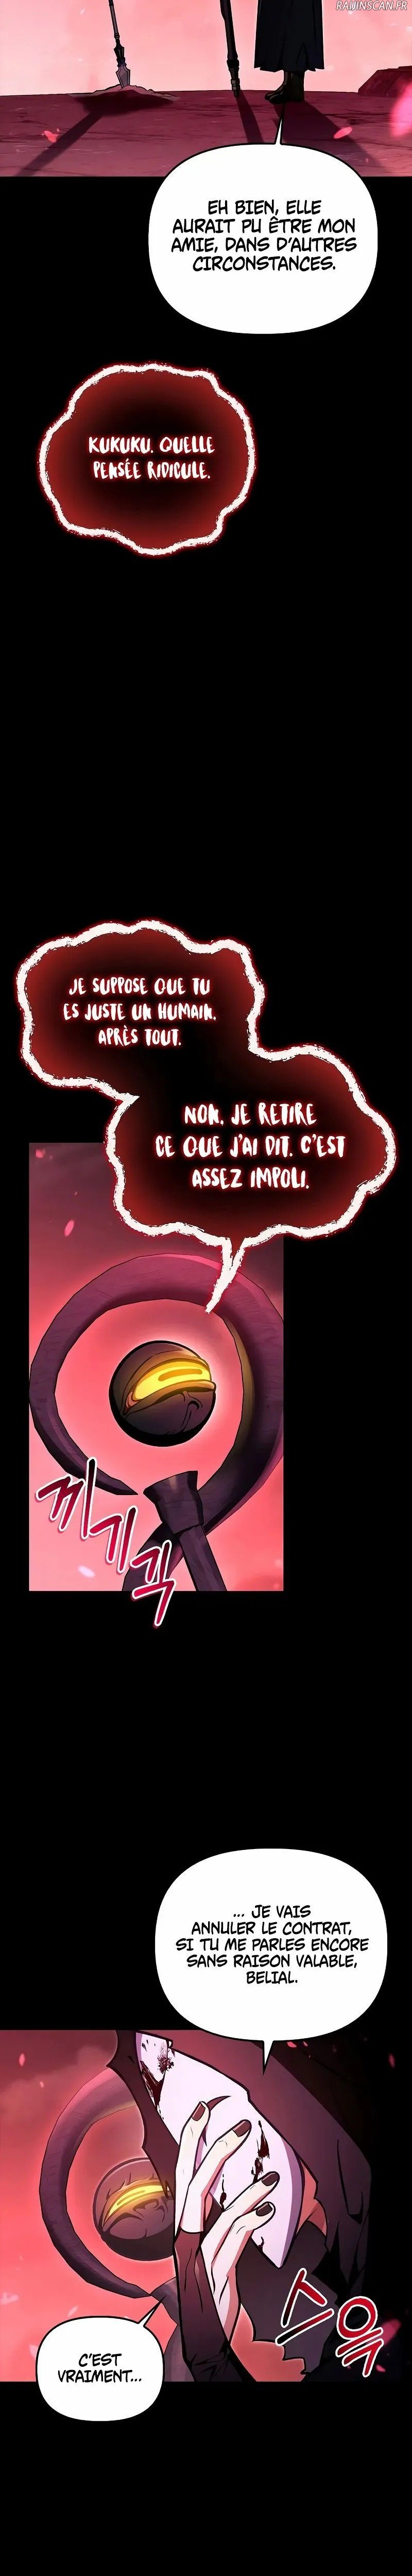 RAIJINSCAN.FR
EH BIEN, ELLE
AURAIT PU ÊTRE MON
AMIE, DANS D'AUTRES
CIRCONSTANCES.
KUKUKU. QUELLE
PENSÉE RIDICULE.
JE SUPPOSE QUE TU
ES JUSTE UN HUMAIN,
APRÈS TOUT.
NON, JE RETIRE
CE QUE J'AI DIT. C'EST
ASSEZ IMPOLI.
끼기긱
... JE VAIS
ANNULER LE CONTRAT,
SI TU ME PARLES ENCORE
SANS RAISON VALABLE,
BELIAL.
스윽
C'EST
VRAIMENT...